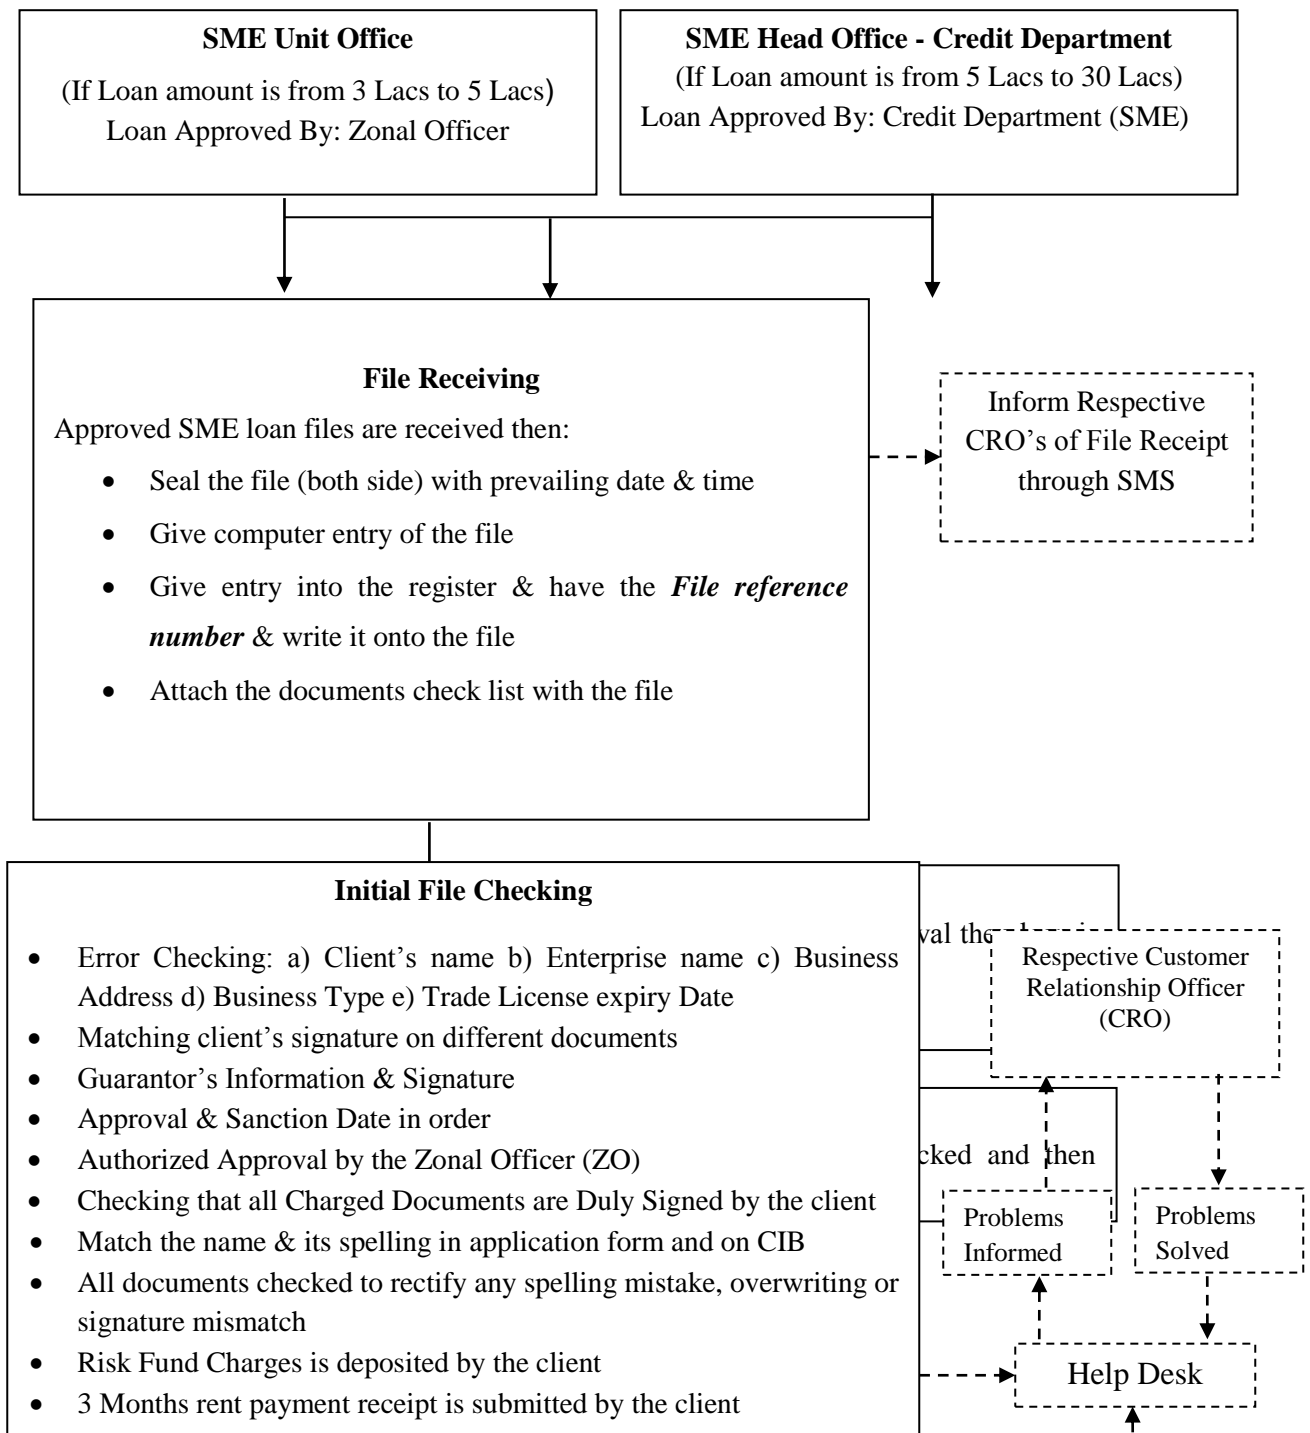 SME Unit Office
(If Loan amount is from 3 Lacs to 5 Lacs)
Loan Approved By: Zonal Officer
SME Head Office - Credit Department
(If Loan amount is from 5 Lacs to 30 Lacs)
Loan Approved By: Credit Department (SME)
File Receiving
Approved SME loan files are received then:
• Seal the file (both side) with prevailing date & time
• Give computer entry of the file
• Give entry into the register & have the File reference
number & write it onto the file
• Attach the documents check list with the file
Inform Respective
CRO's of File Receipt
through SMS
Initial File Checking
• Error Checking: a) Client's name b) Enterprise name c) Business
Address d) Business Type e) Trade License expiry Date
• Matching client's signature on different documents
• Guarantor's Information & Signature
• Approval & Sanction Date in order
• Authorized Approval by the Zonal Officer (ZO)
• Checking that all Charged Documents are Duly Signed by the client
• Match the name & its spelling in application form and on CIB
• All documents checked to rectify any spelling mistake, overwriting or
signature mismatch
• Risk Fund Charges is deposited by the client
• 3 Months rent payment receipt is submitted by the client
Respective Customer
Relationship Officer
(CRO)
and then
Problems
Informed
Problems
Solved
Help Desk